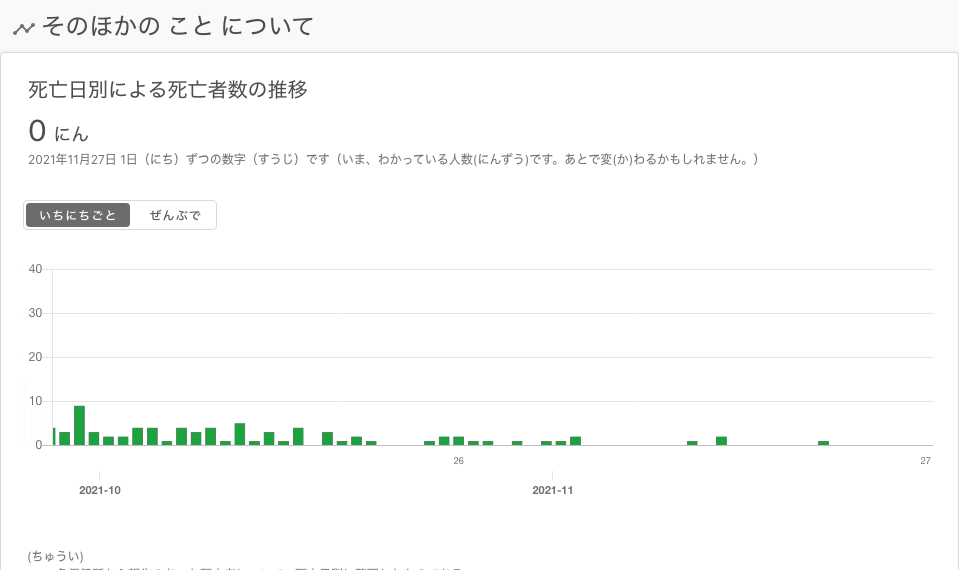 そのほかの こと について
死亡日別による死亡者数の推移
0 にん
2021年11月27日 1日（にち）ずつの数字（すうじ）です（いま、わかっている人数(にんずう)です。あとで変(か)わるかもしれません。）
いちにちごと ぜんぶで
40
30
20
10
0
26 27
2021-10 2021-11
(ちゅうい)